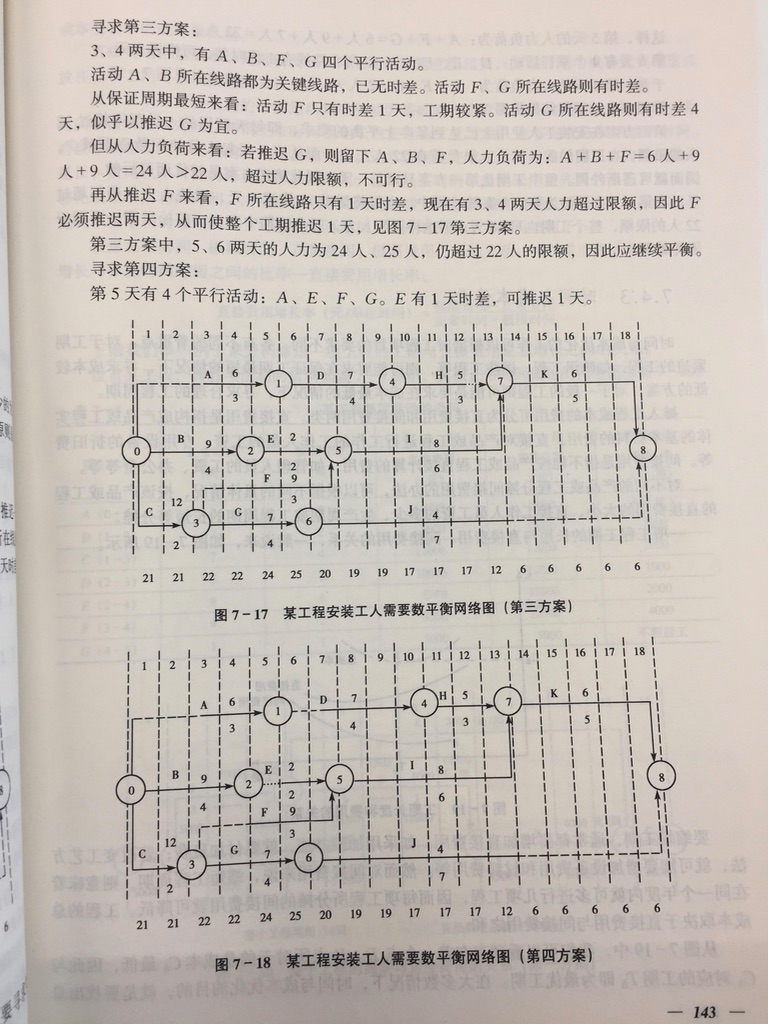 寻求第三方案：
3、4 两天中，有 A、B、F、G 四个平行活动。
活动 A、B 所在线路都为关键线路，已无时差。活动 F、G 所在线路则有时差。
从保证周期最短来看：活动 F 只有时差 1 天，工期较紧。活动 G 所在线路则有时差 4
天，似乎以推迟 G 为宜。
但从人力负荷来看：若推迟 G，则留下 A、B、F，人力负荷为：A+B+F=6 人+9
人+9 人=24 人>22 人，超过人力限额，不可行。
再从推迟 F 来看，F 所在线路只有 1 天时差，现在有 3、4 两天人力超过限额，因此 F
必须推迟两天，从而使整个工期推迟 1 天，见图 7-17 第三方案。
第三方案中，5、6 两天的人力为 24 人、25 人，仍超过 22 人的限额，因此应继续平衡。
寻求第四方案：
第 5 天有 4 个平行活动：A、E、F、G。E 有 1 天时差，可推迟 1 天。
1 2 3 4 5 6 7 8 9 10 11 12 13 14 15 16 17 18
A 6 3 1 D 7 4 4 H 5 3 7 K 6 5
0 B 9 4 2 E 2 2 5 I 8 6 8
F 9 3
C 12 2 3 G 7 4 6 J 4 7
21 21 22 22 24 25 20 19 19 17 17 17 12 6 6 6 6 6
图 7-17 某工程安装工人需要数平衡网络图（第三方案）
1 2 3 4 5 6 7 8 9 10 11 12 13 14 15 16 17 18
A 6 3 1 D 7 4 4 H 5 3 7 K 6 5
0 B 9 4 2 E 2 2 5 I 8 6 8
F 9 3
C 12 2 3 G 7 4 6 J 4 7
21 21 22 22 22
图 7-18 某工程安装工人需要数平衡网络图（第四方案）
— 143 —